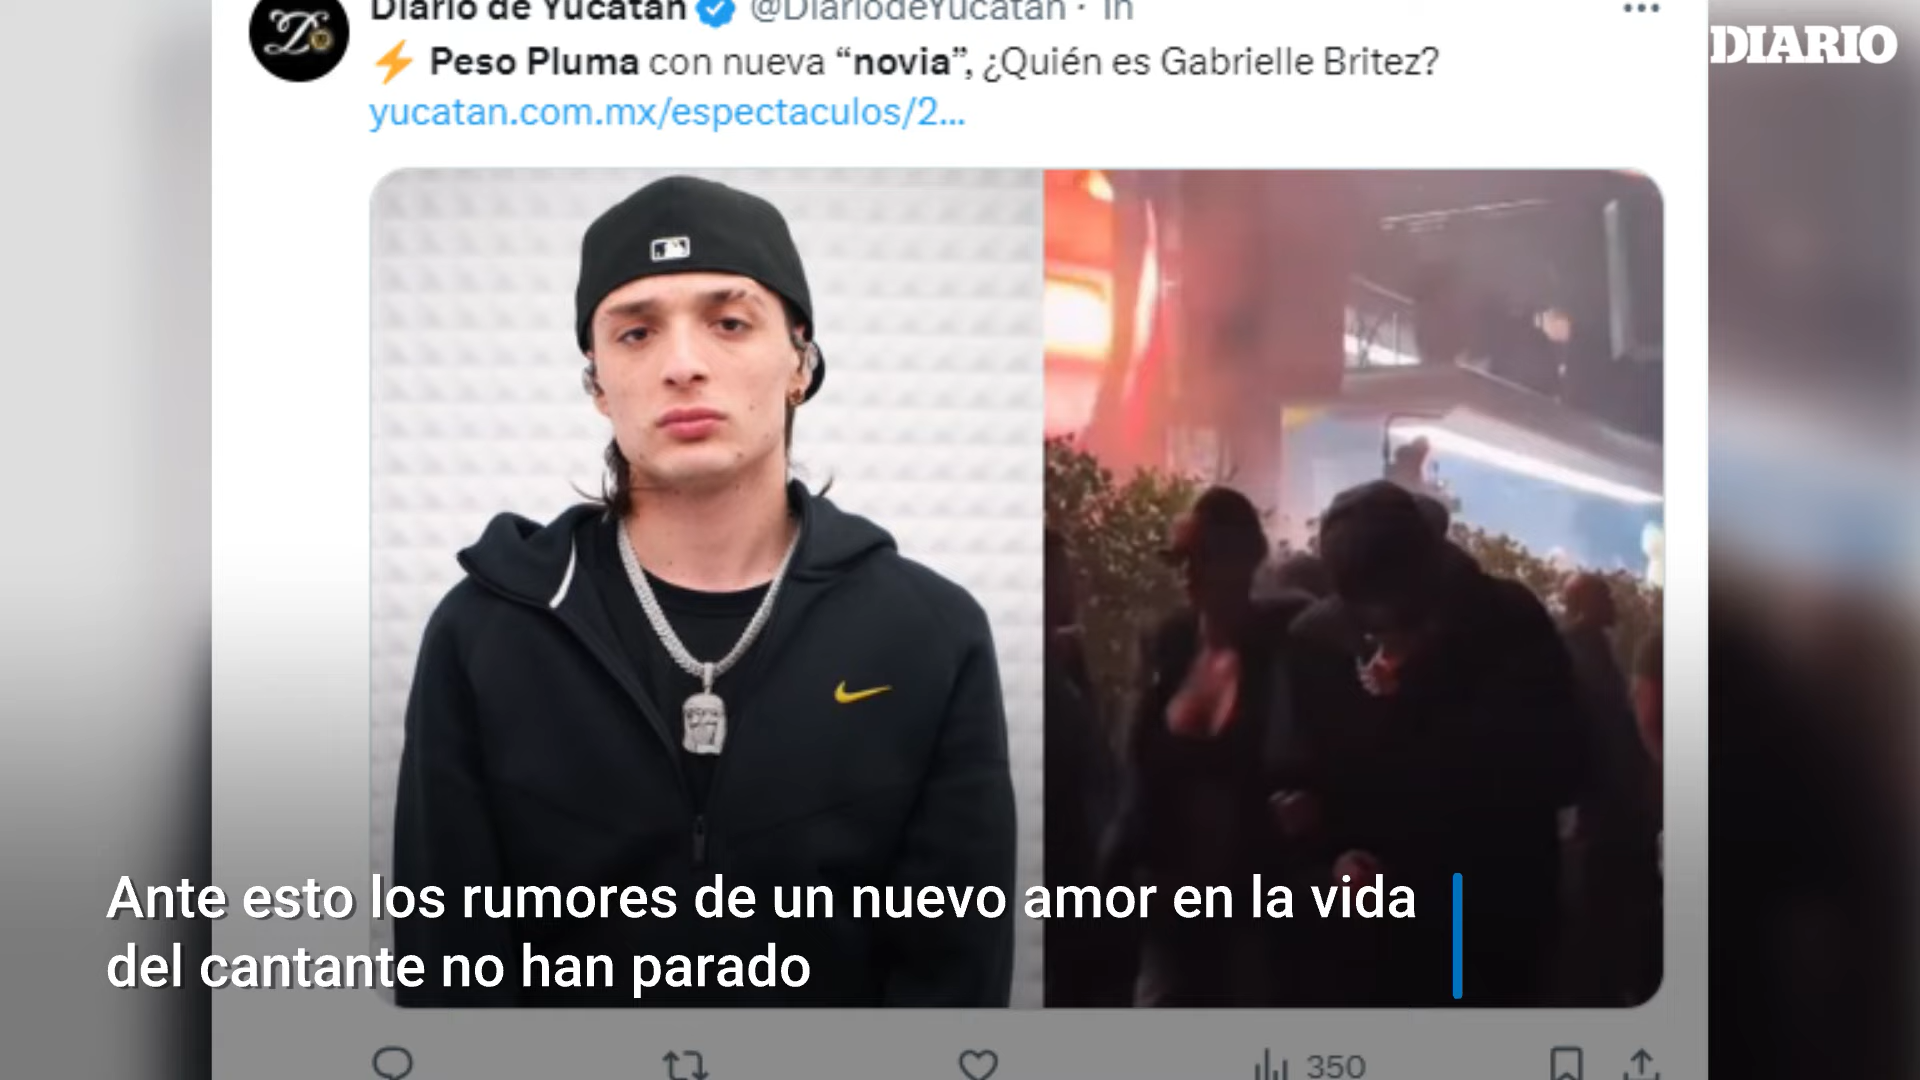 Diario de Yucatán @DiariodeYucatan · 1h
DIARIO
⚡ Peso Pluma con nueva “novia”, ¿Quién es Gabrielle Britez?
yucatan.com.mx/espectaculos/2...
Ante esto los rumores de un nuevo amor en la vida
del cantante no han parado
350